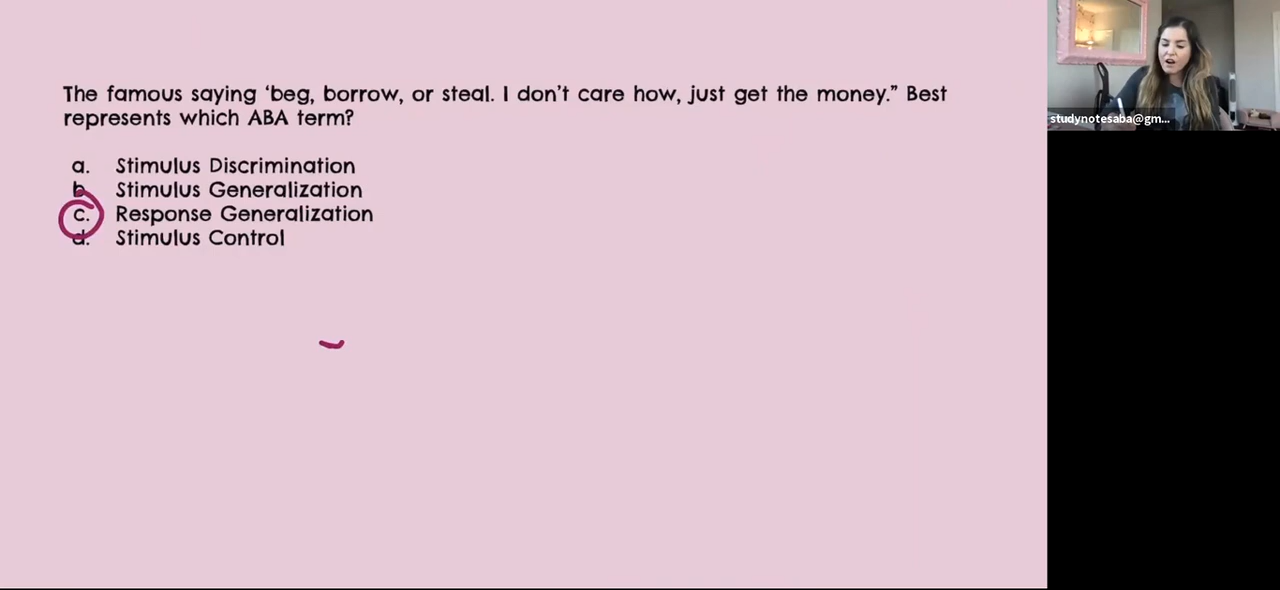 The famous saying ‘beg, borrow, or steal. I don’t care how, just get the money.” Best
represents which ABA term?
a. Stimulus Discrimination
b. Stimulus Generalization
c. Response Generalization
d. Stimulus Control
studynotesaba@gm...